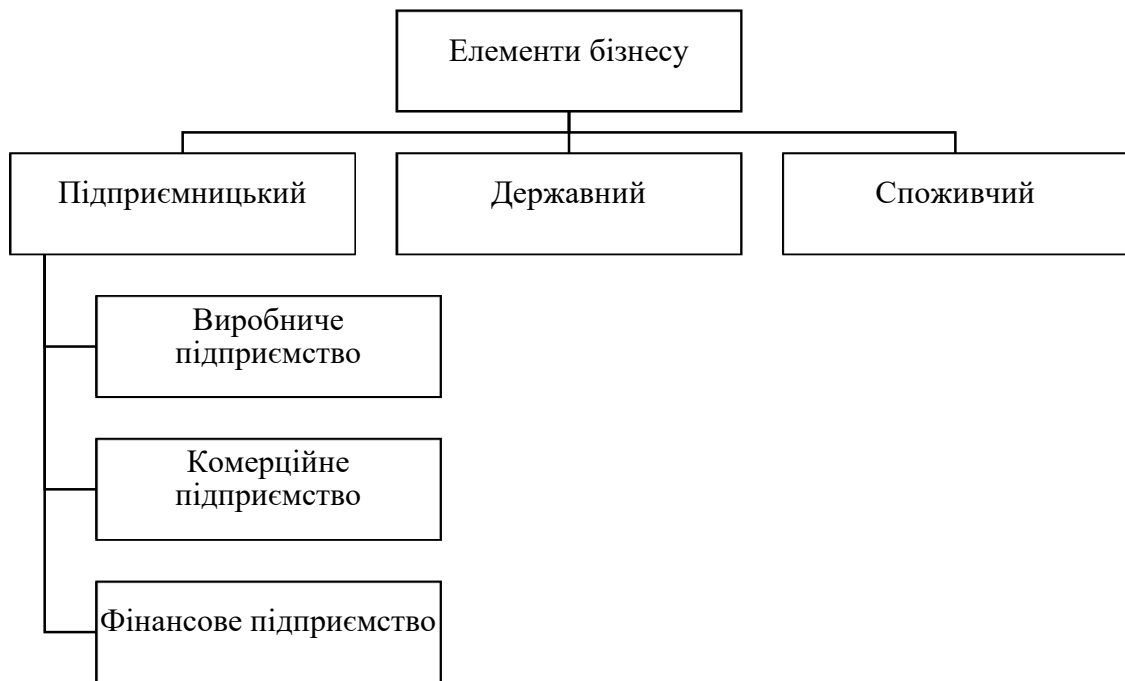 Елементи бізнесу
Підприємницький
Державний
Споживчий
Виробниче
підприємство
Комерційне
підприємство
Фінансове підприємство